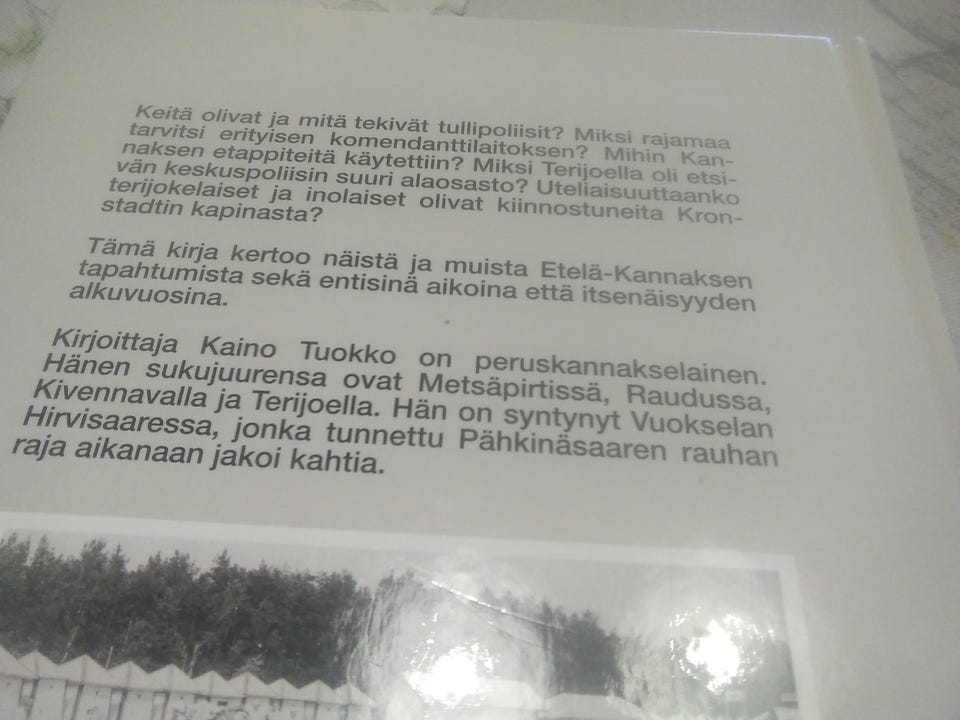 Keitä olivat ja mitä tekivät tullipoliisit? Miksi rajamaa
tarvitsi erityisen komendanttilaitoksen? Mihin Kan-
naksen etappiteitä käytettiin? Miksi Terijoella oli etsi-
vän keskuspoliisin suuri alaosasto? Uteliaisuuttaanko
terijokelaiset ja inolaiset olivat kiinnostuneita Kron-
stadtin kapinasta?
Tämä kirja kertoo näistä ja muista Etelä-Kannaksen
tapahtumista sekä entisinä aikoina että itsenäisyyden
alkuvuosina.
Kirjoittaja Kaino Tuokko on peruskannakselainen.
Hänen sukujuurensa ovat Metsäpirtissä, Raudussa,
Kivennavalla ja Terijoella. Hän on syntynyt Vuokselan
Hirvisaaressa, jonka tunnettu Pähkinäsaaren rauhan
raja aikanaan jakoi kahtia.